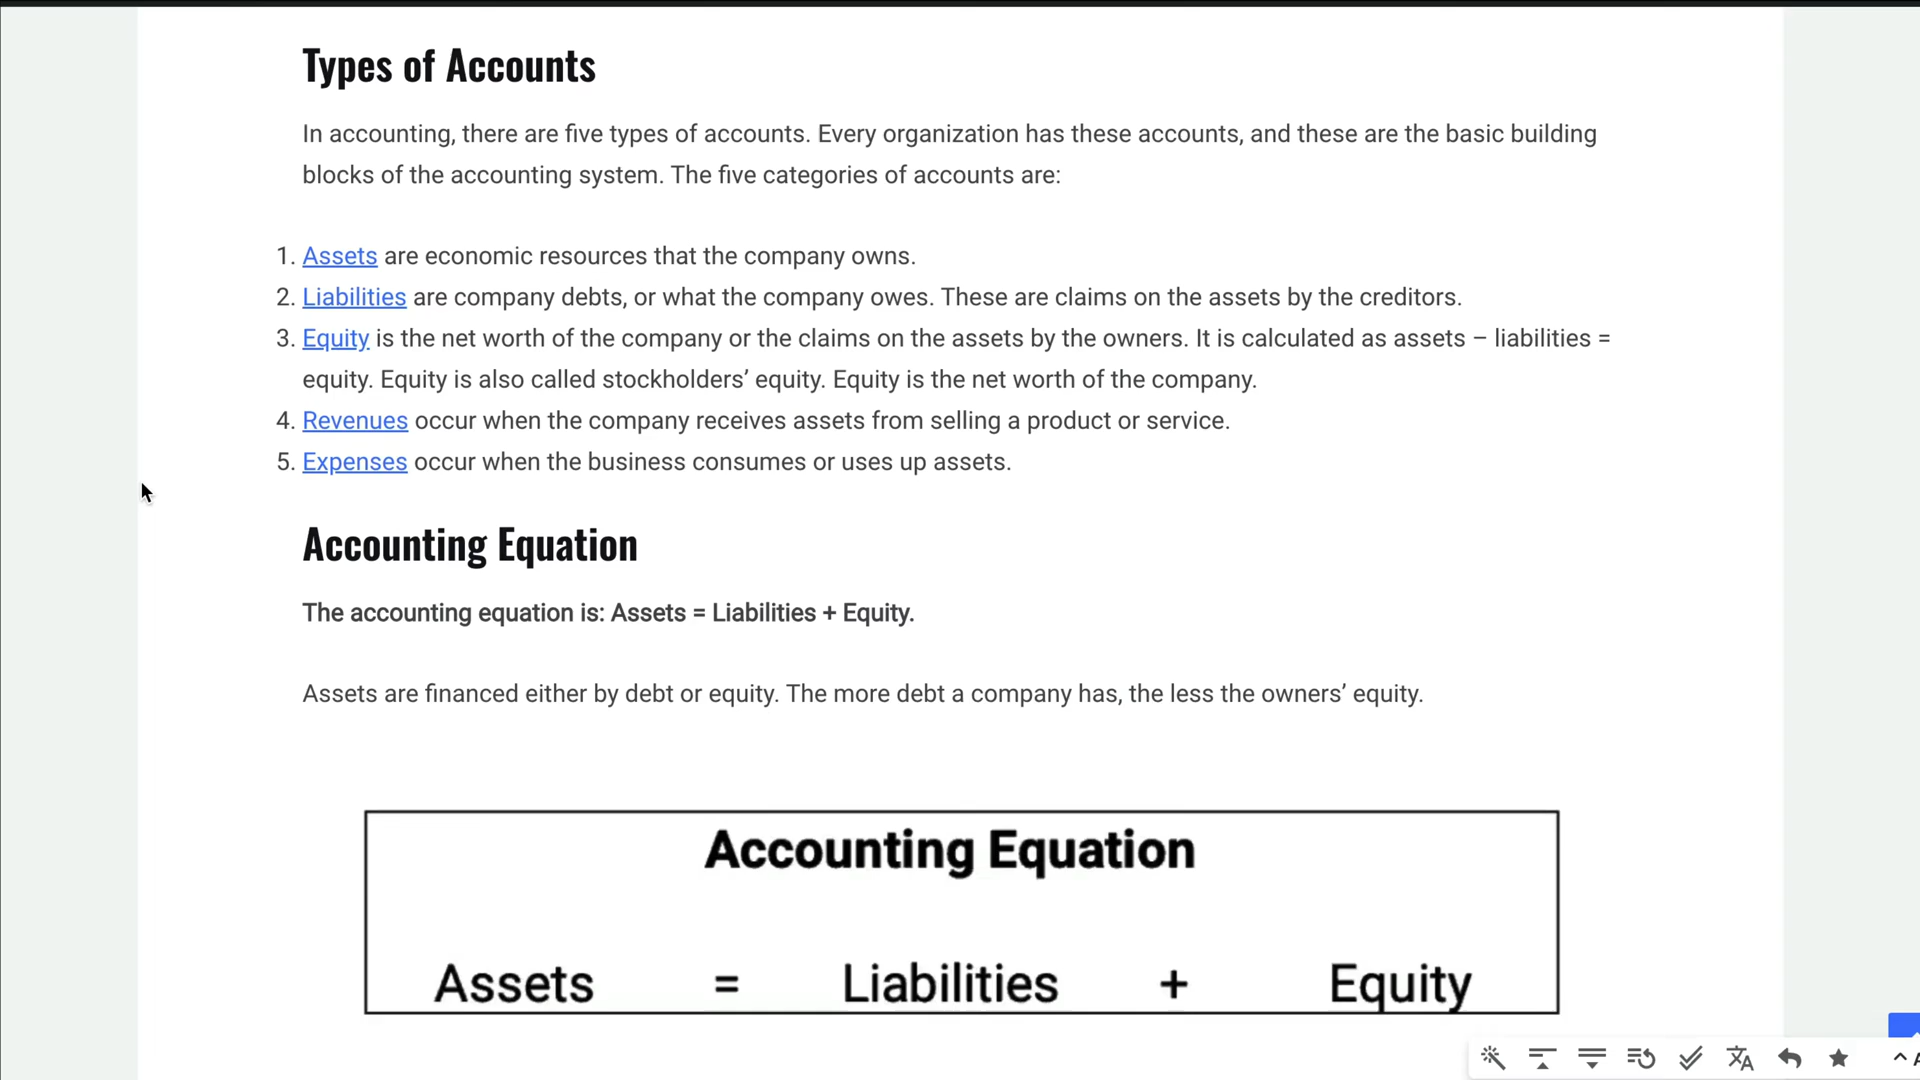 Types of Accounts
In accounting, there are five types of accounts. Every organization has these accounts, and these are the basic building
blocks of the accounting system. The five categories of accounts are:
1. Assets are economic resources that the company owns.
2. Liabilities are company debts, or what the company owes. These are claims on the assets by the creditors.
3. Equity is the net worth of the company or the claims on the assets by the owners. It is calculated as assets – liabilities =
equity. Equity is also called stockholders’ equity. Equity is the net worth of the company.
4. Revenues occur when the company receives assets from selling a product or service.
5. Expenses occur when the business consumes or uses up assets.
Accounting Equation
The accounting equation is: Assets = Liabilities + Equity.
Assets are financed either by debt or equity. The more debt a company has, the less the owners’ equity.
Accounting Equation
Assets = Liabilities + Equity